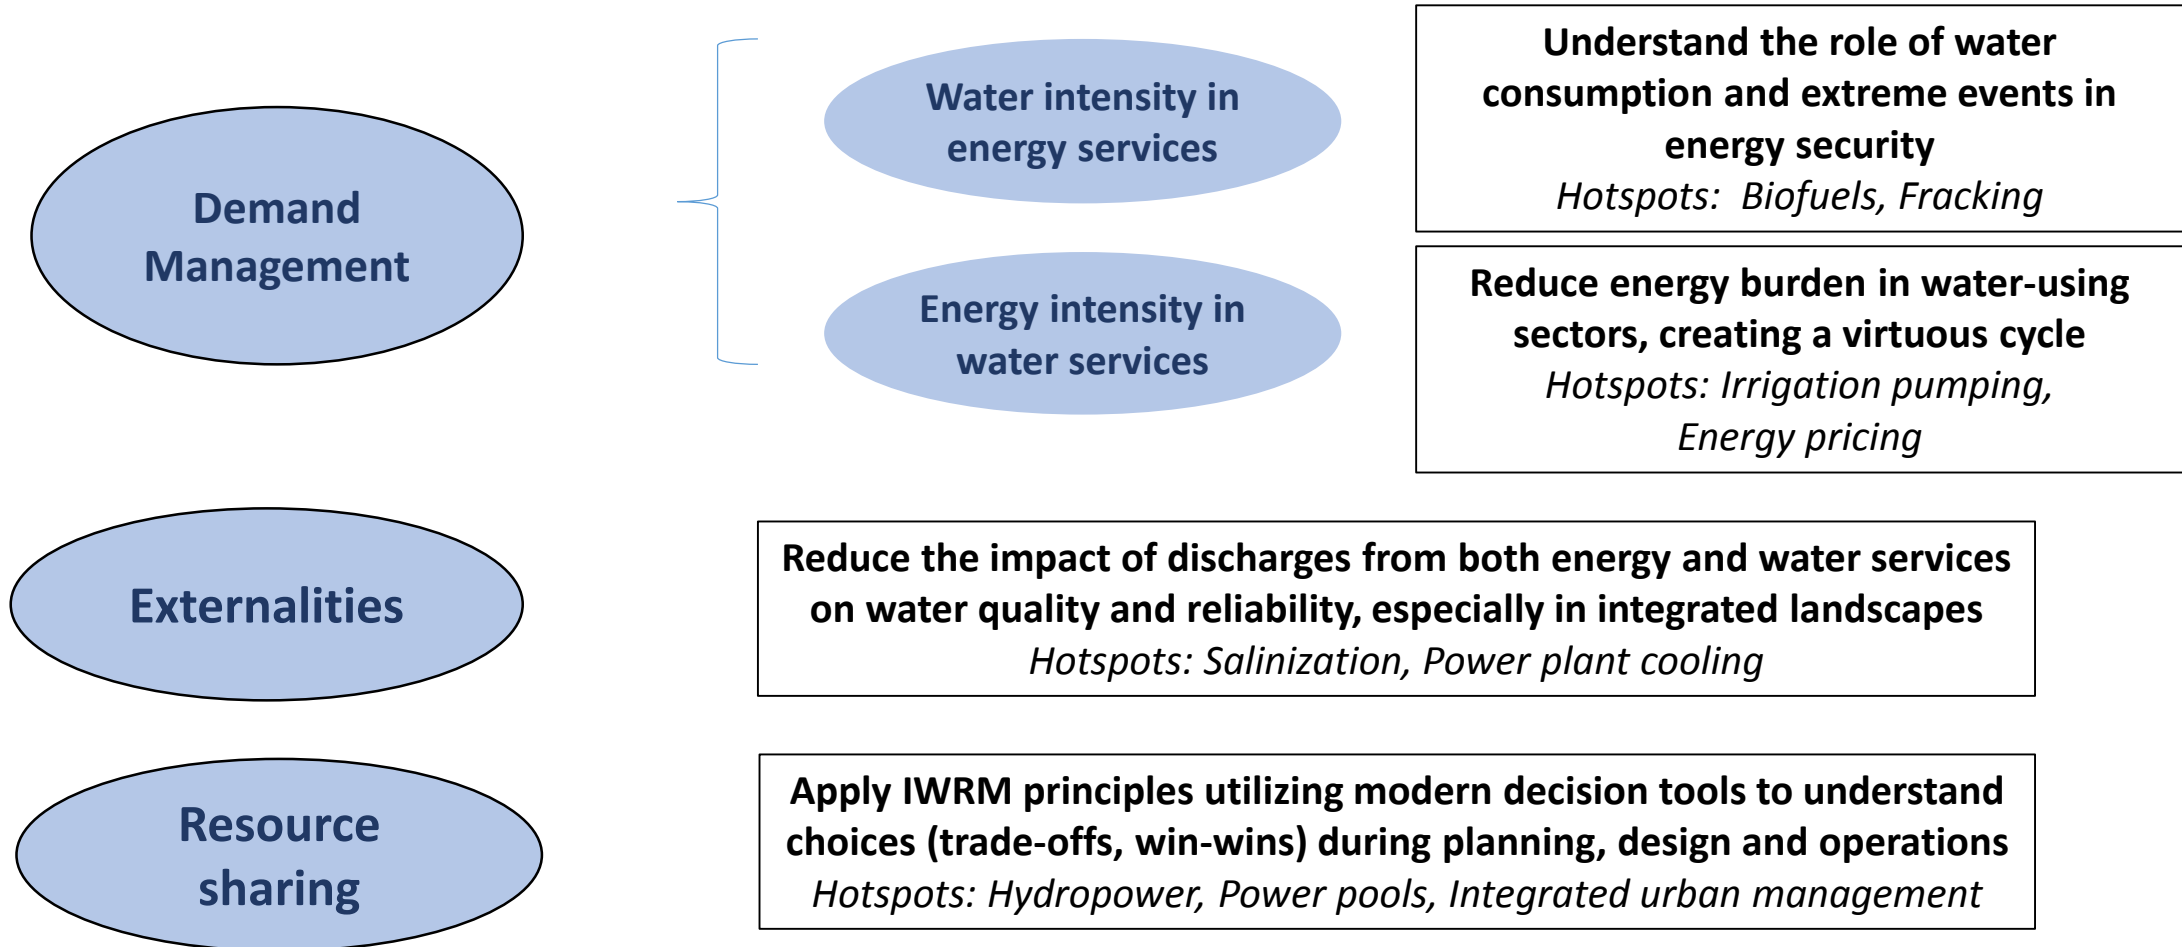 Demand
Management
Water intensity in
energy services
Understand the role of water
consumption and extreme events in
energy security
Hotspots:  Biofuels, Fracking
Energy intensity in
water services
Reduce energy burden in water-using
sectors, creating a virtuous cycle
Hotspots: Irrigation pumping,
Energy pricing
Externalities
Reduce the impact of discharges from both energy and water services
on water quality and reliability, especially in integrated landscapes
Hotspots: Salinization, Power plant cooling
Resource
sharing
Apply IWRM principles utilizing modern decision tools to understand
choices (trade-offs, win-wins) during planning, design and operations
Hotspots: Hydropower, Power pools, Integrated urban management